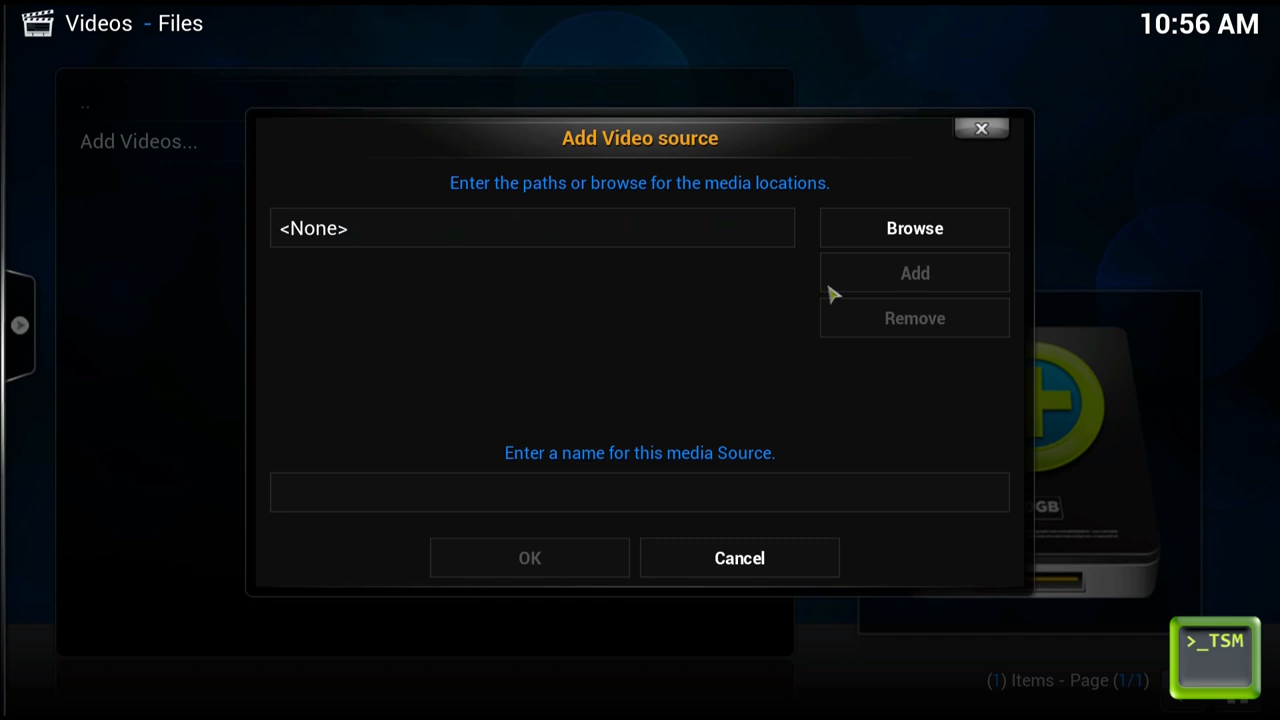 Videos - Files
10:56 AM
..
Add Videos...
Add Video source
Enter the paths or browse for the media locations.
<None>
Browse
Add
Remove
Enter a name for this media Source.
GB
OK
Cancel
>_TSM
(1) Items - Page (1/1)